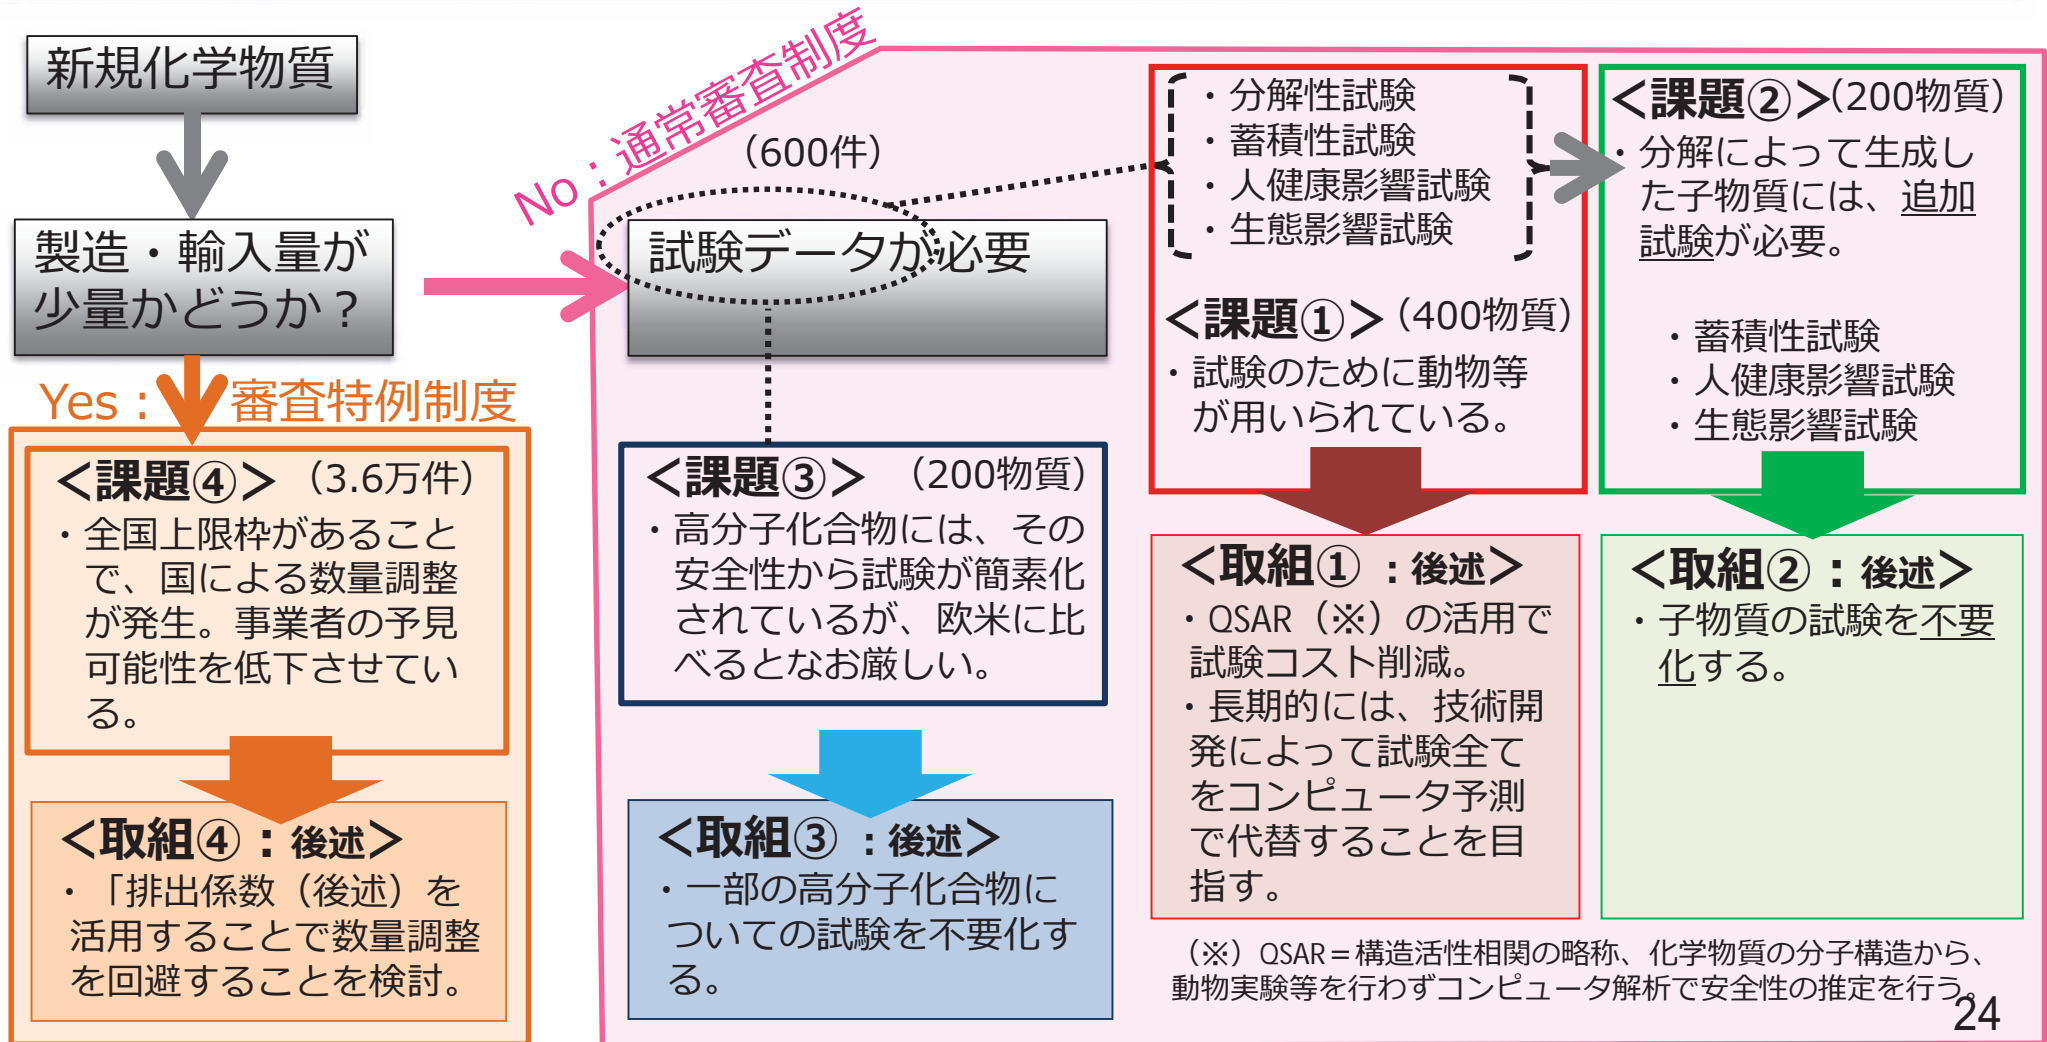 新規化学物質
製造・輸入量が
少量かどうか？
Yes：
審査特例制度
＜課題④＞（3.6万件）
・全国上限枠があること
で、国による数量調整
が発生。事業者の予見
可能性を低下させてい
る。
＜取組④：後述＞
・「排出係数（後述）を
活用することで数量調整
を回避することを検討。
No：通常審査制度
（600件）
試験データが必要
＜課題③＞（200物質）
・高分子化合物には、その
安全性から試験が簡素化
されているが、欧米に比
べるとなお厳しい。
＜取組③：後述＞
・一部の高分子化合物に
ついての試験を不要化す
る。
・分解性試験
・蓄積性試験
・人健康影響試験
・生態影響試験
＜課題①＞（400物質）
・試験のために動物等
が用いられている。
＜取組①：後述＞
・QSAR（※）の活用で
試験コスト削減。
・長期的には、技術開
発によって試験全て
をコンピュータ予測
で代替することを目
指す。
＜課題②＞（200物質）
・分解によって生成し
た子物質には、追加
試験が必要。
・蓄積性試験
・人健康影響試験
・生態影響試験
＜取組②：後述＞
・子物質の試験を不要
化する。
（※）QSAR＝構造活性相関の略称、化学物質の分子構造から、
動物実験等を行わずコンピュータ解析で安全性の推定を行う。
24